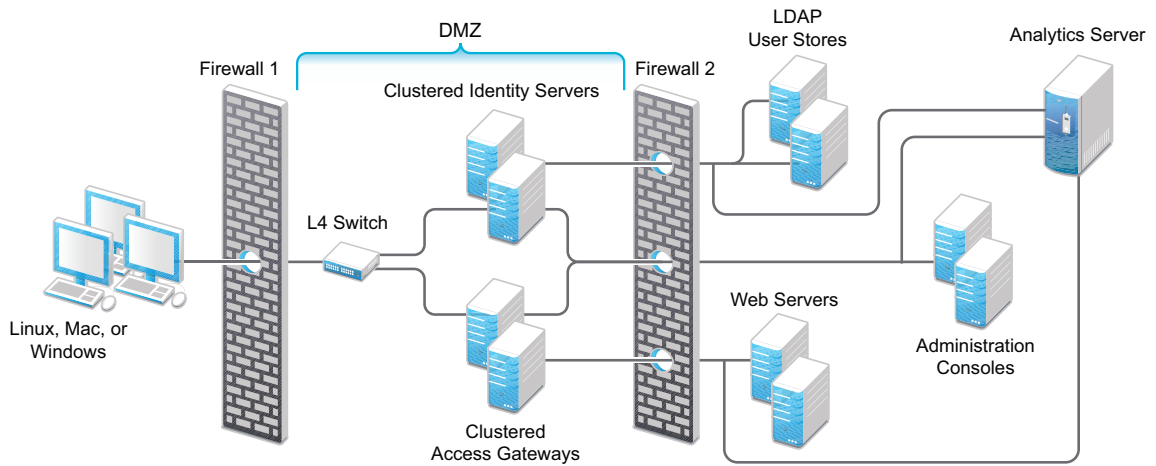 DMZ
LDAP
User Stores
Analytics Server
Firewall 1
Firewall 2
Clustered Identity Servers
L4 Switch
Linux, Mac, or
Windows
Web Servers
Administration
Consoles
Clustered
Access Gateways